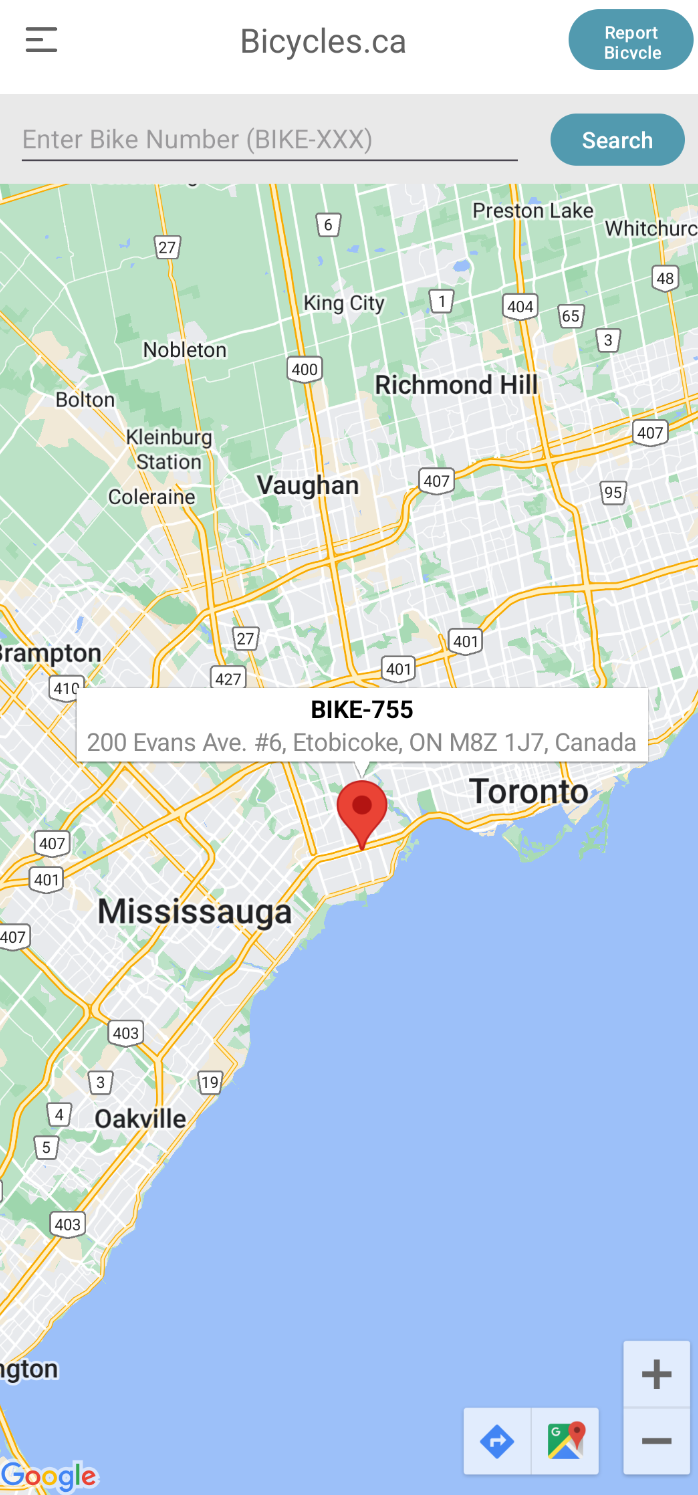 Bicycles.ca
Report
Bicycle
Enter Bike Number (BIKE-XXX)
Search
Preston Lake
6
Whitchurc
27
48
King City
1
404
65
3
Nobleton
400
Richmond Hill
Bolton
407
Kleinburg
Station
Vaughan
407
95
Coleraine
27
401
Brampton
401
410
427
BIKE-755
200 Evans Ave. #6, Etobicoke, ON M8Z 1J7, Canada
Toronto
407
401
Mississauga
407
403
3
19
4
Oakville
5
403
ngton
Google